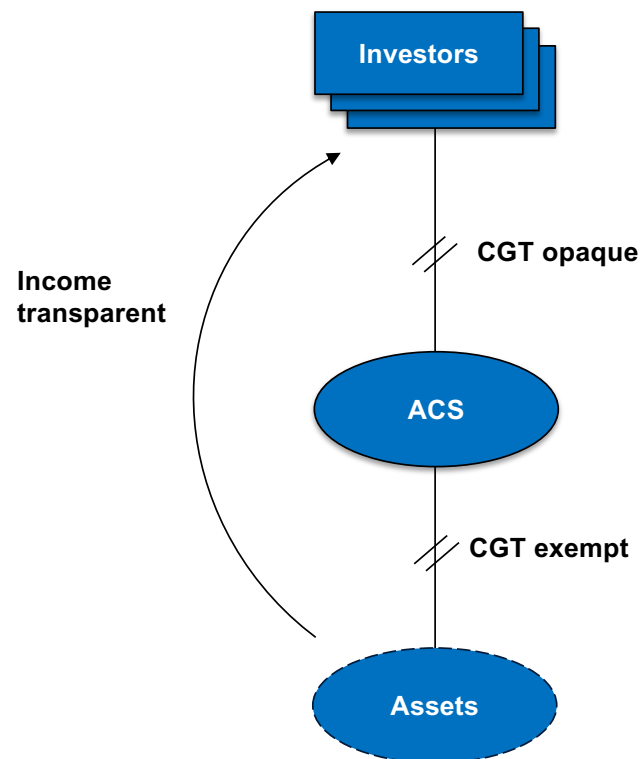 Investors
CGT opaque
Income
transparent
ACS
CGT exempt
Assets